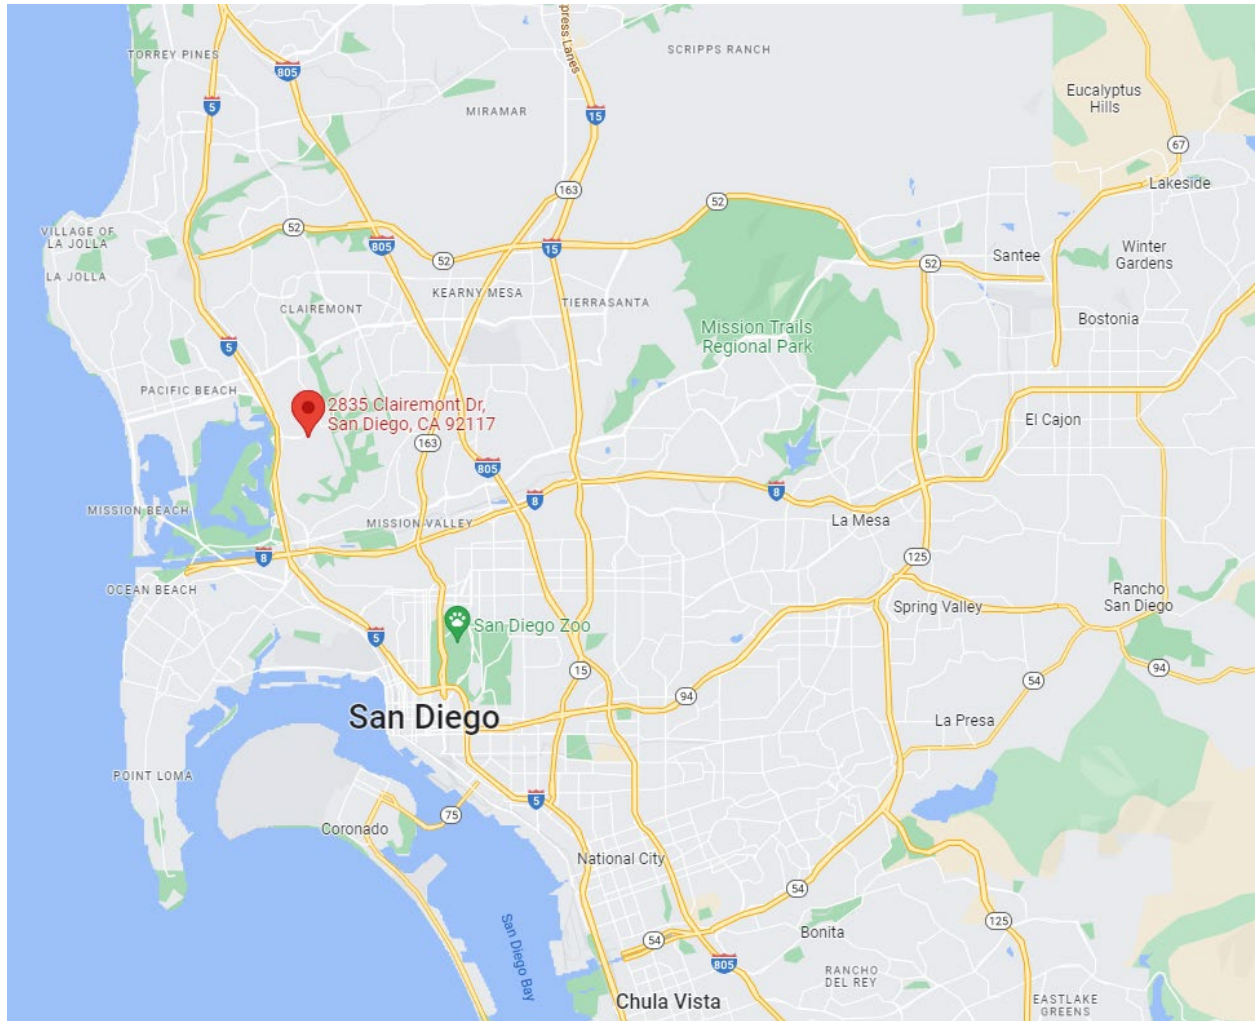 press Lanes
SCRIPPS RANCH
TORREY PINES
805
5
Eucalyptus
Hills
MIRAMAR
15
67
163
Lakeside
52
VILLAGE OF
LA JOLLA
52
805
15
52
52
Santee
Winter
Gardens
LA JOLLA
KEARNY MESA
TIERRASANTA
CLAIREMONT
Bostonia
Mission Trails
Regional Park
5
PACIFIC BEACH
2835 Clairemont Dr,
San Diego, CA 92117
El Cajon
163
805
8
8
MISSION BEACH
MISSION VALLEY
La Mesa
8
125
OCEAN BEACH
Rancho
San Diego
Spring Valley
San Diego Zoo
5
15
94
54
94
San Diego
La Presa
POINT LOMA
5
75
Coronado
National City
54
125
San Diego Bay
Bonita
54
805
RANCHO
DEL REY
Chula Vista
EASTLAKE
GREENS